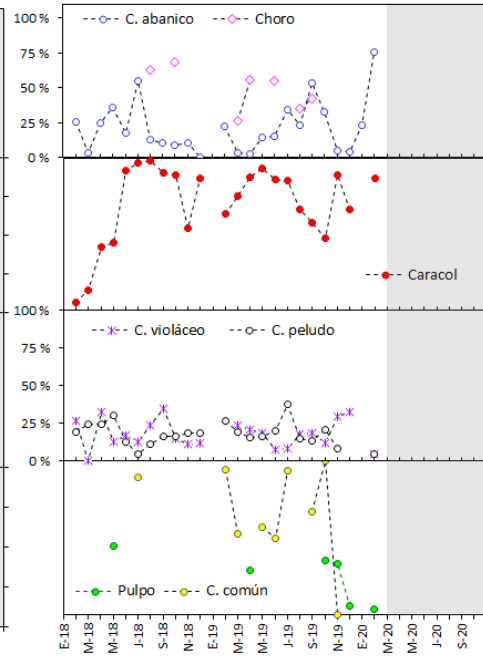 100 %
C. abanico
Choro
75 %
50 %
25 %
0 %
Caracol
100 %
C. violáceo
C. peludo
75 %
50 %
25 %
0 %
Pulpo
C. común
E-18
M-18
M-18
J-18
S-18
N-18
E-19
M-19
M-19
J-19
S-19
N-19
E-20
M-20
M-20
J-20
S-20